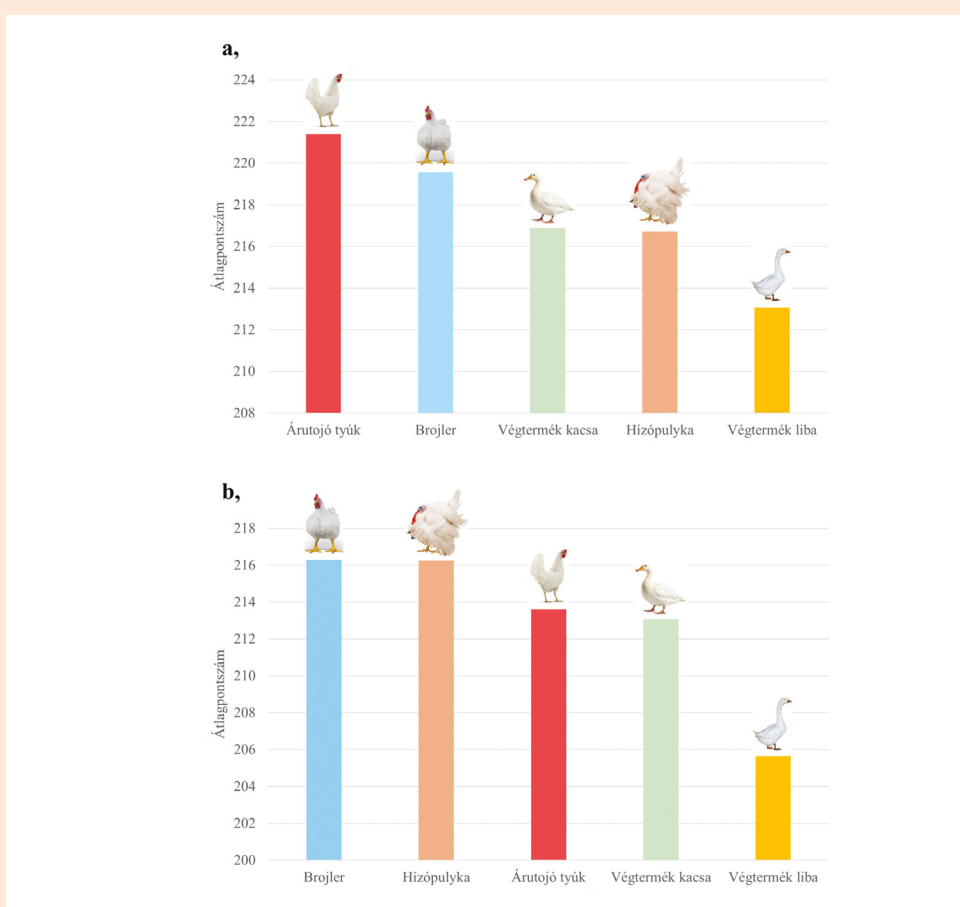 a,
224
222
220
218
216
214
212
210
208
Átlagpontszám
Árutojó tyúk
Brojler
Végtermék kacsa
Hízópulyka
Végtermék liba
b,
218
216
214
212
210
208
206
204
202
200
Átlagpontszám
Brojler
Hízópulyka
Árutojó tyúk
Végtermék kacsa
Végtermék liba